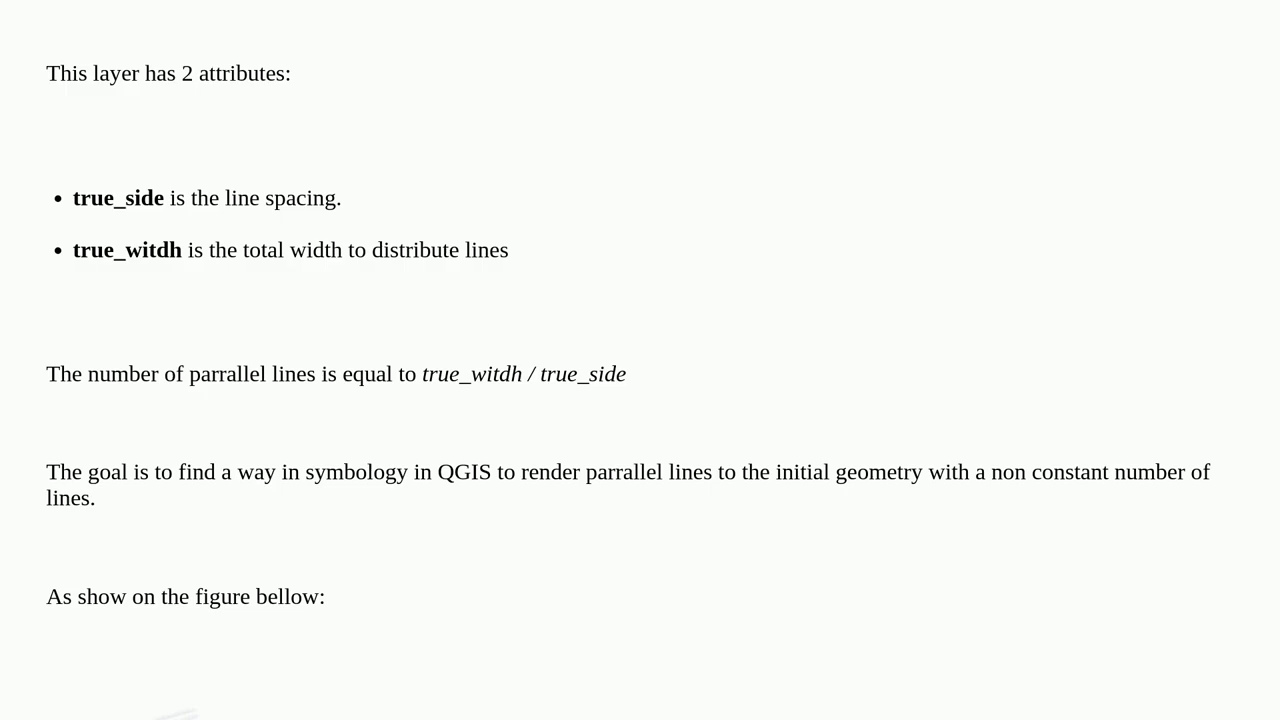 This layer has 2 attributes:
• true_side is the line spacing.
• true_witdh is the total width to distribute lines
The number of parrallel lines is equal to true_witdh / true_side
The goal is to find a way in symbology in QGIS to render parrallel lines to the initial geometry with a non constant number of
lines.
As show on the figure bellow: